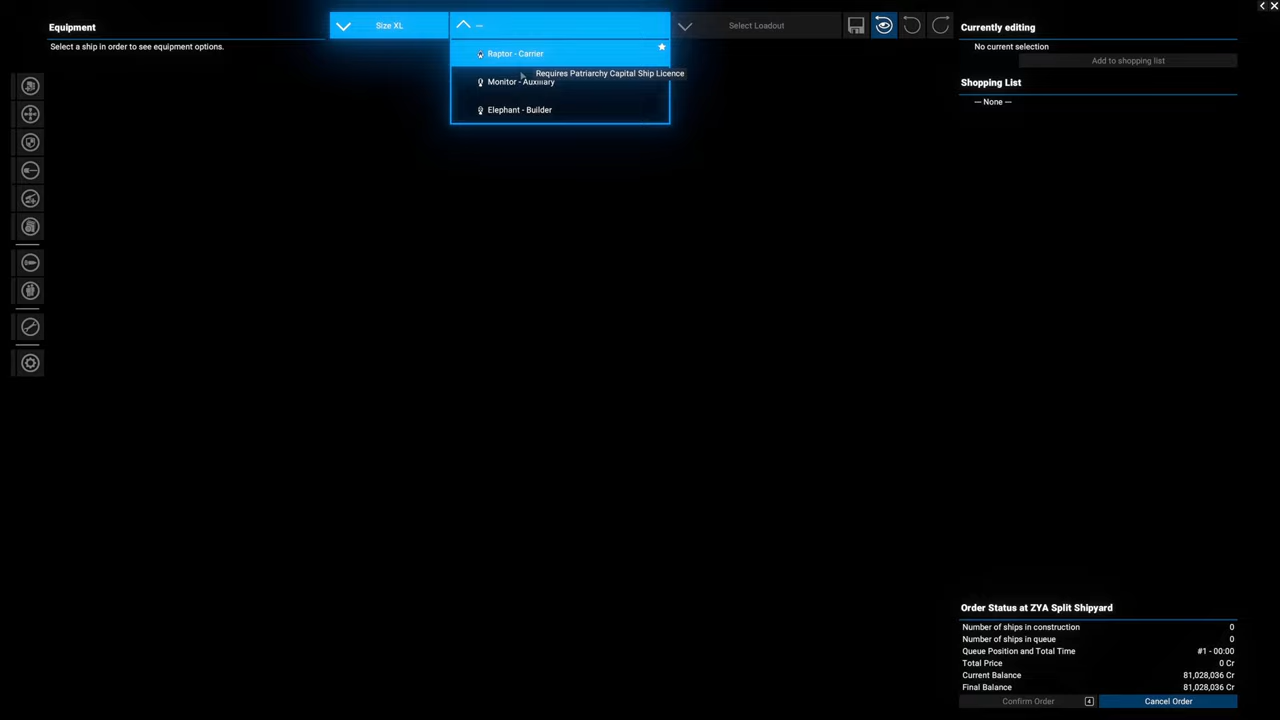 Equipment
Select a ship in order to see equipment options.
Size XL
—
Select Loadout
Raptor - Carrier
Requires Patriarchy Capital Ship Licence
Monitor - Auxiliary
Elephant - Builder
Currently editing
No current selection
Add to shopping list
Shopping List
— None —
Order Status at ZYA Split Shipyard
Number of ships in construction 0
Number of ships in queue 0
Queue Position and Total Time #1 - 00:00
Total Price 0 Cr
Current Balance 81,028,036 Cr
Final Balance 81,028,036 Cr
Confirm Order 4
Cancel Order